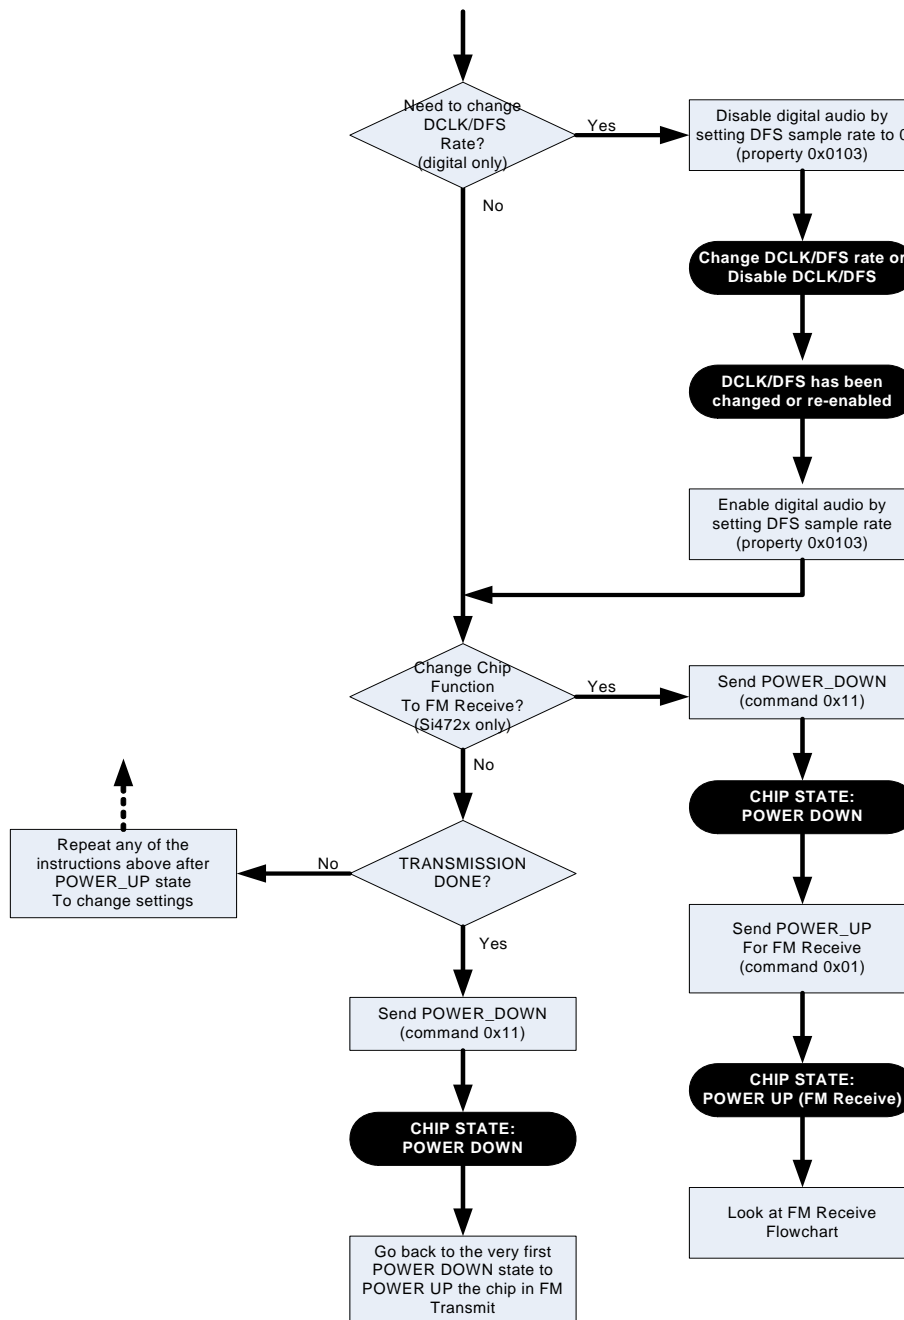 Need to change
DCLK/DFS
Rate?
(digital only)
Yes
No
Disable digital audio by
setting DFS sample rate to 0
(property 0x0103)
Change DCLK/DFS rate or
Disable DCLK/DFS
DCLK/DFS has been
changed or re-enabled
Enable digital audio by
setting DFS sample rate
(property 0x0103)
Change Chip
Function
To FM Receive?
(Si472x only)
Yes
No
Send POWER_DOWN
(command 0x11)
CHIP STATE:
POWER DOWN
Send POWER_UP
For FM Receive
(command 0x01)
CHIP STATE:
POWER UP (FM Receive)
Look at FM Receive
Flowchart
TRANSMISSION
DONE?
No
Repeat any of the
instructions above after
POWER_UP state
To change settings
Yes
Send POWER_DOWN
(command 0x11)
CHIP STATE:
POWER DOWN
Go back to the very first
POWER DOWN state to
POWER UP the chip in FM
Transmit